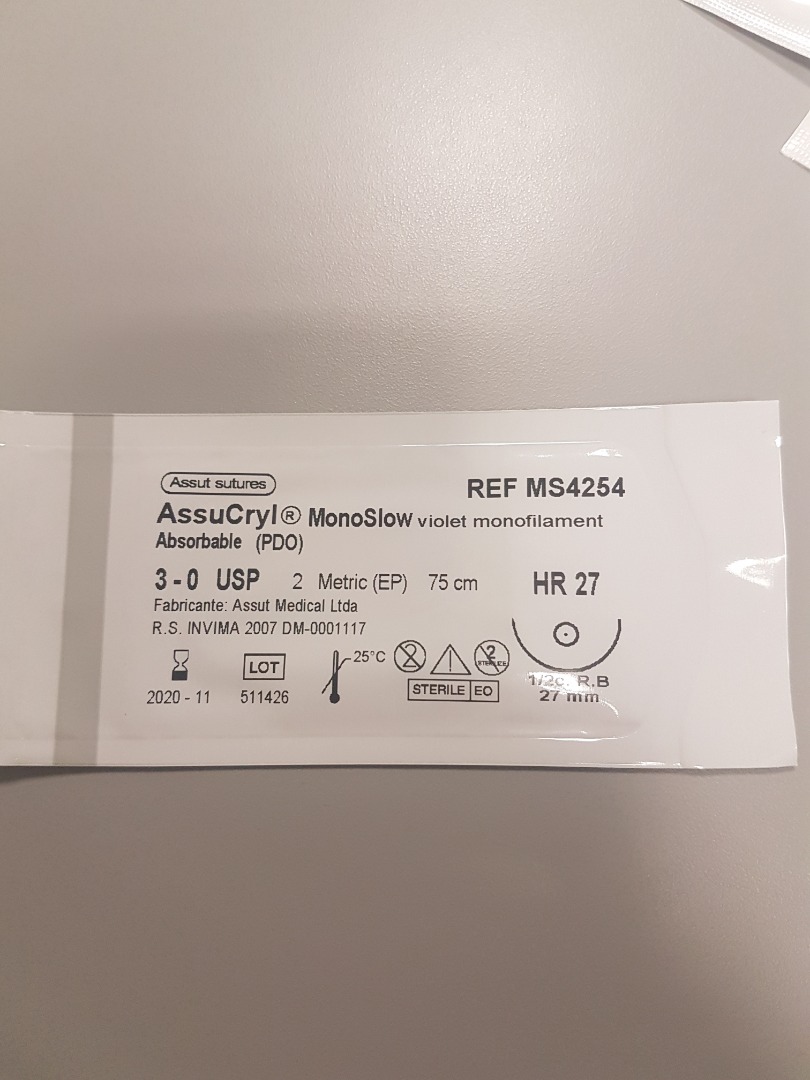 Assut sutures
REF MS4254
AssuCryl® MonoSlow violet monofilament
Absorbable (PDO)
3-0 USP 2 Metric (EP) 75 cm HR 27
Fabricante: Assut Medical Ltda
R.S. INVIMA 2007 DM-0001117
LOT 25°C 2 2 STERILIZE
STERILE EO
1/2c. R.B
2020 - 11 511426 27 mm